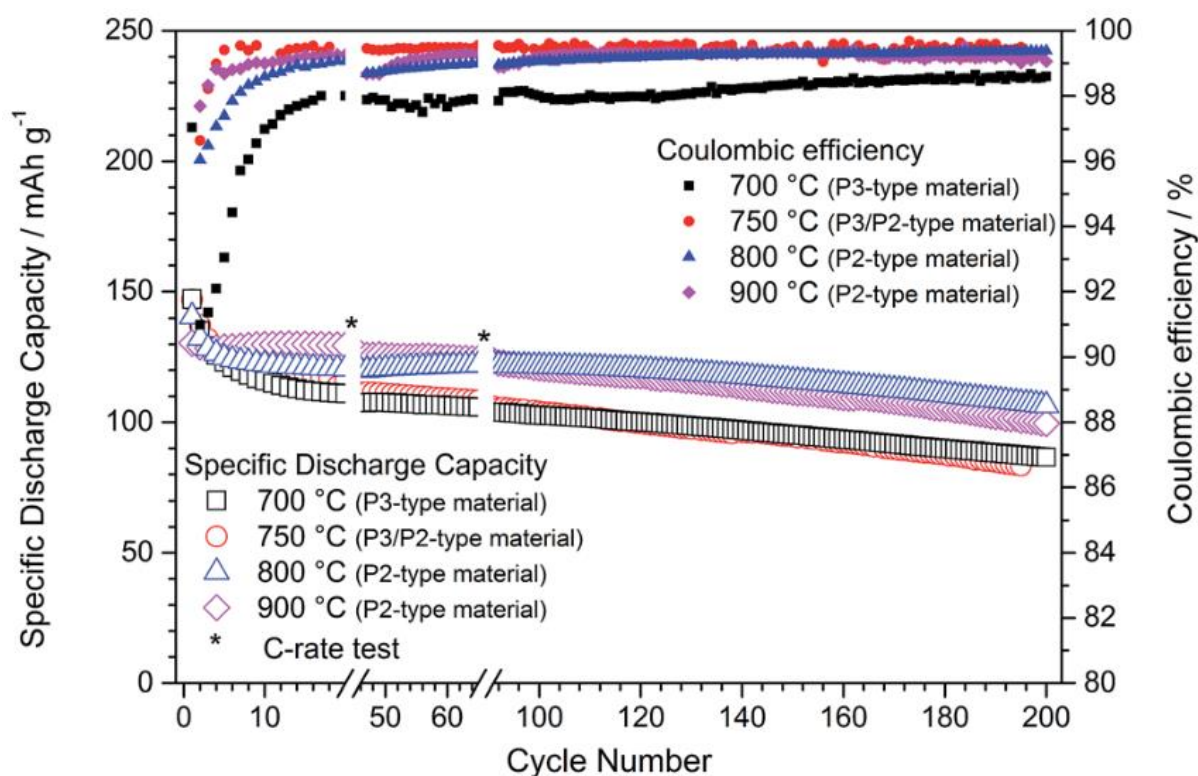 Specific Discharge Capacity / mAh g⁻¹
250
200
150
100
50
0
100
98
96
94
92
90
88
86
84
82
80
Coulombic efficiency / %
Coulombic efficiency
700 °C (P3-type material)
750 °C (P3/P2-type material)
800 °C (P2-type material)
900 °C (P2-type material)
*
*
Specific Discharge Capacity
700 °C (P3-type material)
750 °C (P3/P2-type material)
800 °C (P2-type material)
900 °C (P2-type material)
* C-rate test
0 10 50 60 100 120 140 160 180 200
Cycle Number